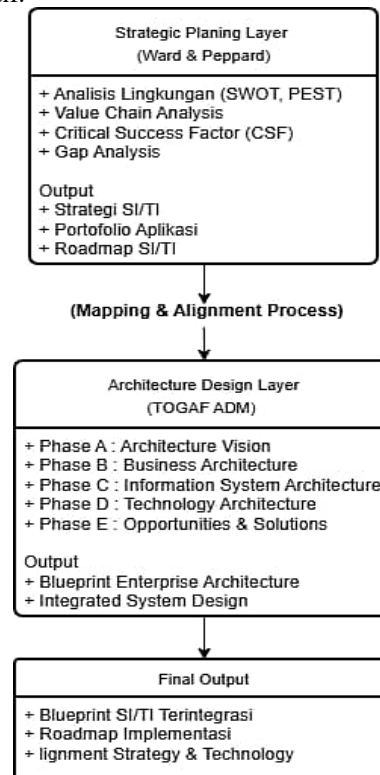 Strategic Planing Layer
(Ward & Peppard)
+ Analisis Lingkungan (SWOT, PEST)
+ Value Chain Analysis
+ Critical Success Factor (CSF)
+ Gap Analysis
Output
+ Strategi SI/TI
+ Portofolio Aplikasi
+ Roadmap SI/TI
(Mapping & Alignment Process)
Architecture Design Layer
(TOGAF ADM)
+ Phase A : Architecture Vision
+ Phase B : Business Architecture
+ Phase C : Information System Architecture
+ Phase D : Technology Architecture
+ Phase E : Opportunities & Solutions
Output
+ Blueprint Enterprise Architecture
+ Integrated System Design
Final Output
+ Blueprint SI/TI Terintegrasi
+ Roadmap Implementasi
+ lignment Strategy & Technology